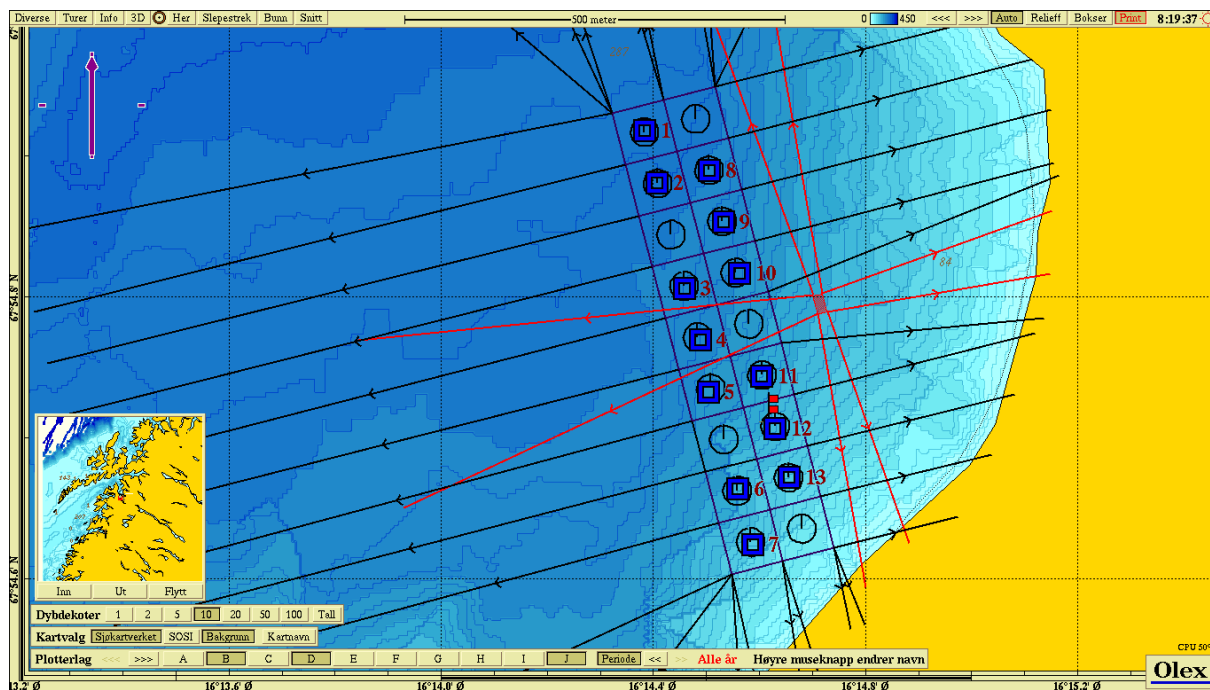 Diverse Turer Info 3D Her Slepestrek Bunn Snitt 500 meter 0 450 <<< >>> Auto Relieff Bokser Print 8:19:37
1
8
2
9
10
3
84
4
11
5
12
13
6
7
67°54.8' N
67°54.6' N
Inn Ut Flytt
Dybdekoter 1 2 5 10 20 50 100 Tall
Kartvalg Sjøkartverket SOSI Bakgrunn Kartnavn
Plotterlag <<< >>> A B C D E F G H I J Periode << >> Alle år Høyre museknapp endrer navn
CPU 50%
Olex
13.2' Ø 16°13.6' Ø 16°14.0' Ø 16°14.4' Ø 16°14.8' Ø 16°15.2' Ø